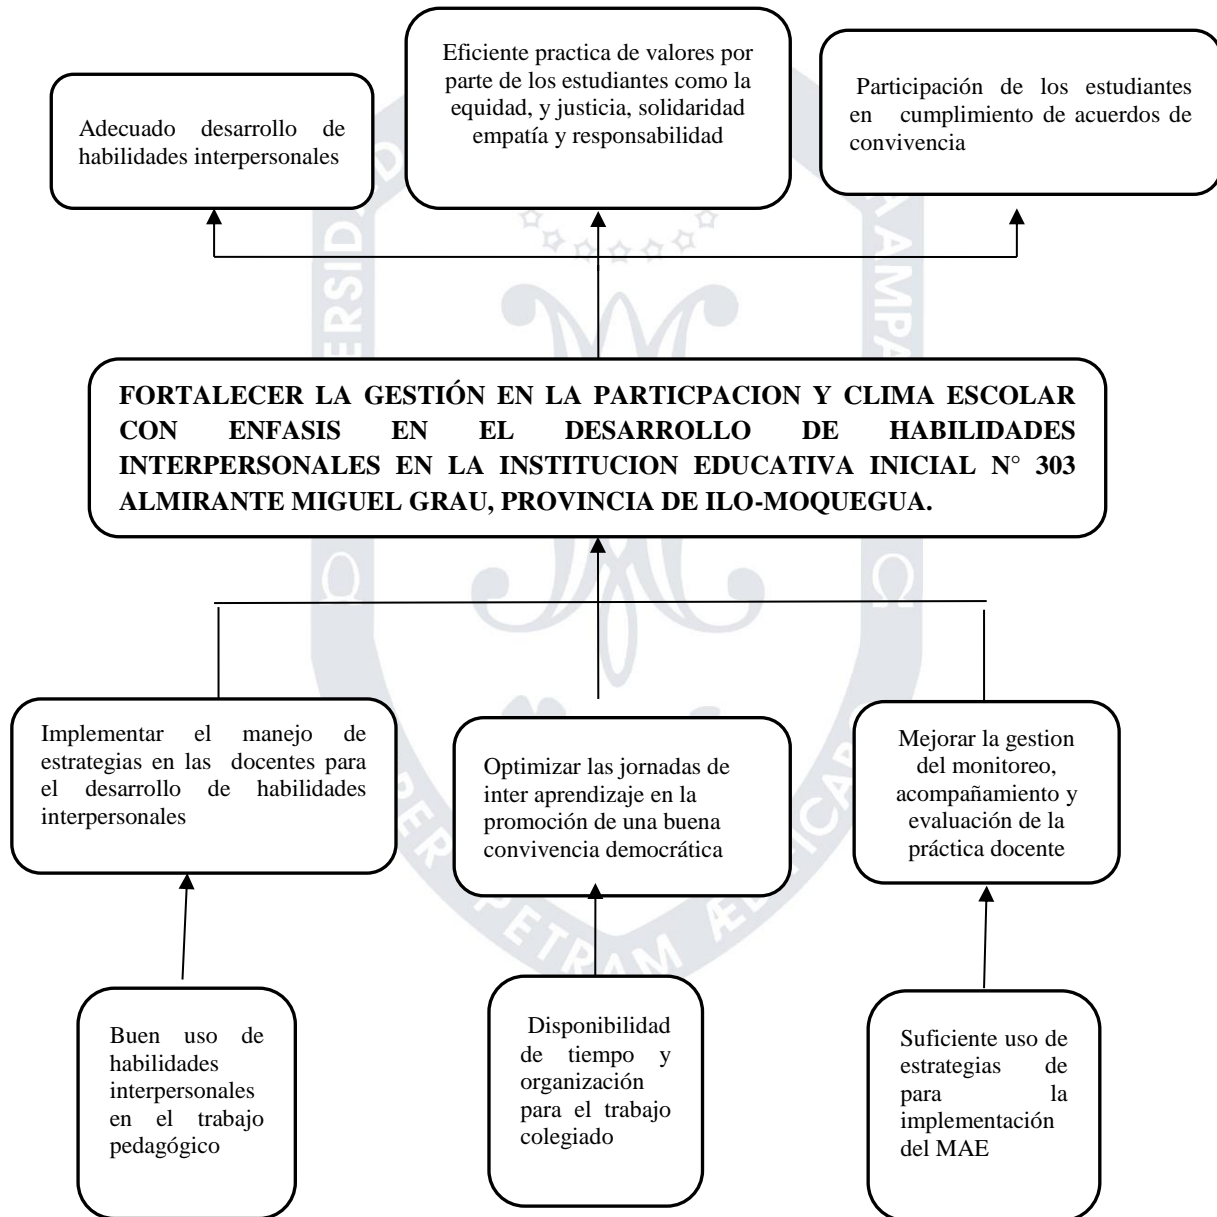 Eficiente practica de valores por
parte de los estudiantes como la
equidad, y justicia, solidaridad
empatía y responsabilidad
Participación de los estudiantes
en cumplimiento de acuerdos de
convivencia
Adecuado desarrollo de
habilidades interpersonales
FORTALECER LA GESTIÓN EN LA PARTICPACION Y CLIMA ESCOLAR
CON ENFASIS EN EL DESARROLLO DE HABILIDADES
INTERPERSONALES EN LA INSTITUCION EDUCATIVA INICIAL N° 303
ALMIRANTE MIGUEL GRAU, PROVINCIA DE ILO-MOQUEGUA.
Implementar el manejo de
estrategias en las docentes para
el desarrollo de habilidades
interpersonales
Optimizar las jornadas de
inter aprendizaje en la
promoción de una buena
convivencia democrática
Mejorar la gestion
del monitoreo,
acompañamiento y
evaluación de la
práctica docente
Buen uso de
habilidades
interpersonales
en el trabajo
pedagógico
Disponibilidad
de tiempo y
organización
para el trabajo
colegiado
Suficiente uso de
estrategias de
para la
implementación
del MAE
PETRAM